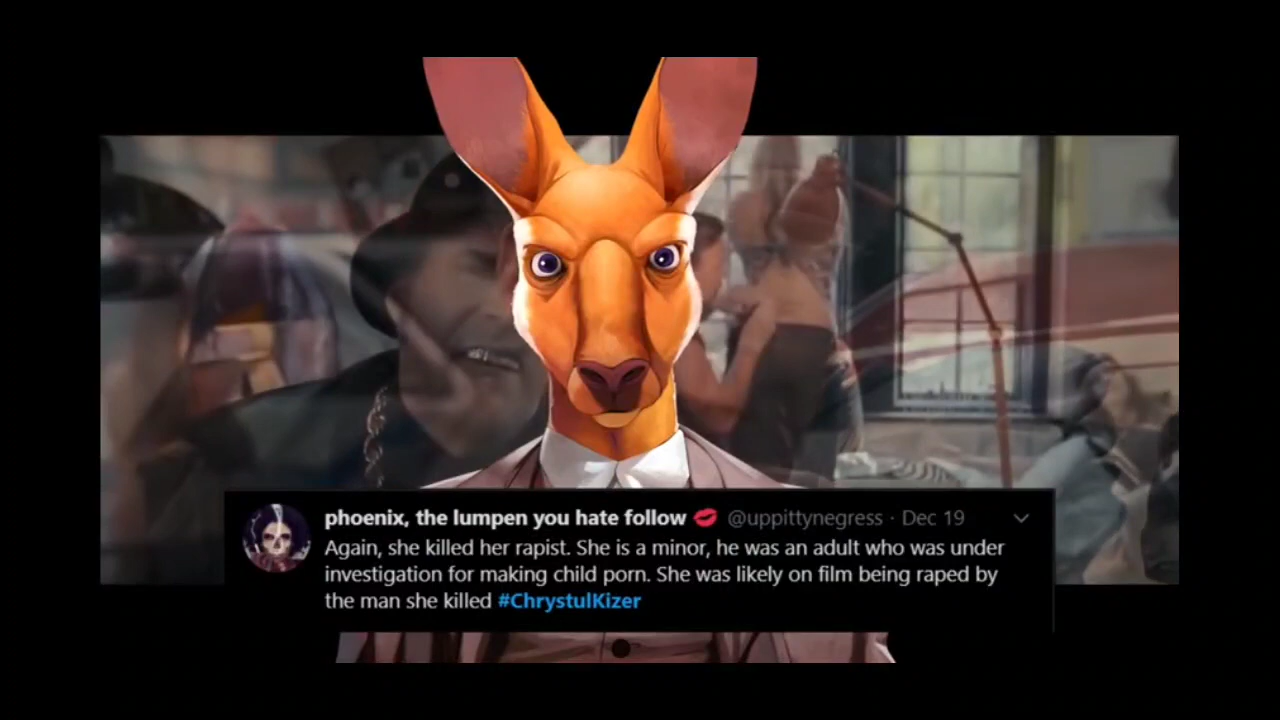 phoenix, the lumpen you hate follow 💋 @uppittynegress · Dec 19
Again, she killed her rapist. She is a minor, he was an adult who was under
investigation for making child porn. She was likely on film being raped by
the man she killed #ChrystulKizer